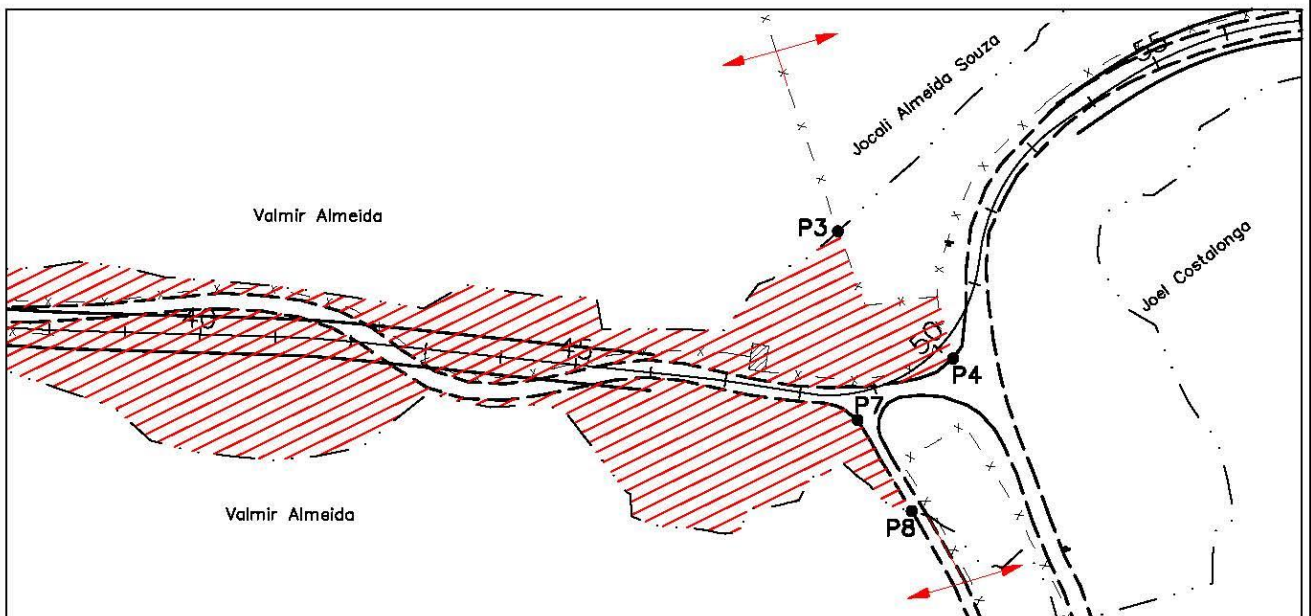 55
Jocali Almeida Souza
Valmir Almeida
P3
Joel Costalonga
40
45
50
P4
P7
Valmir Almeida
P8